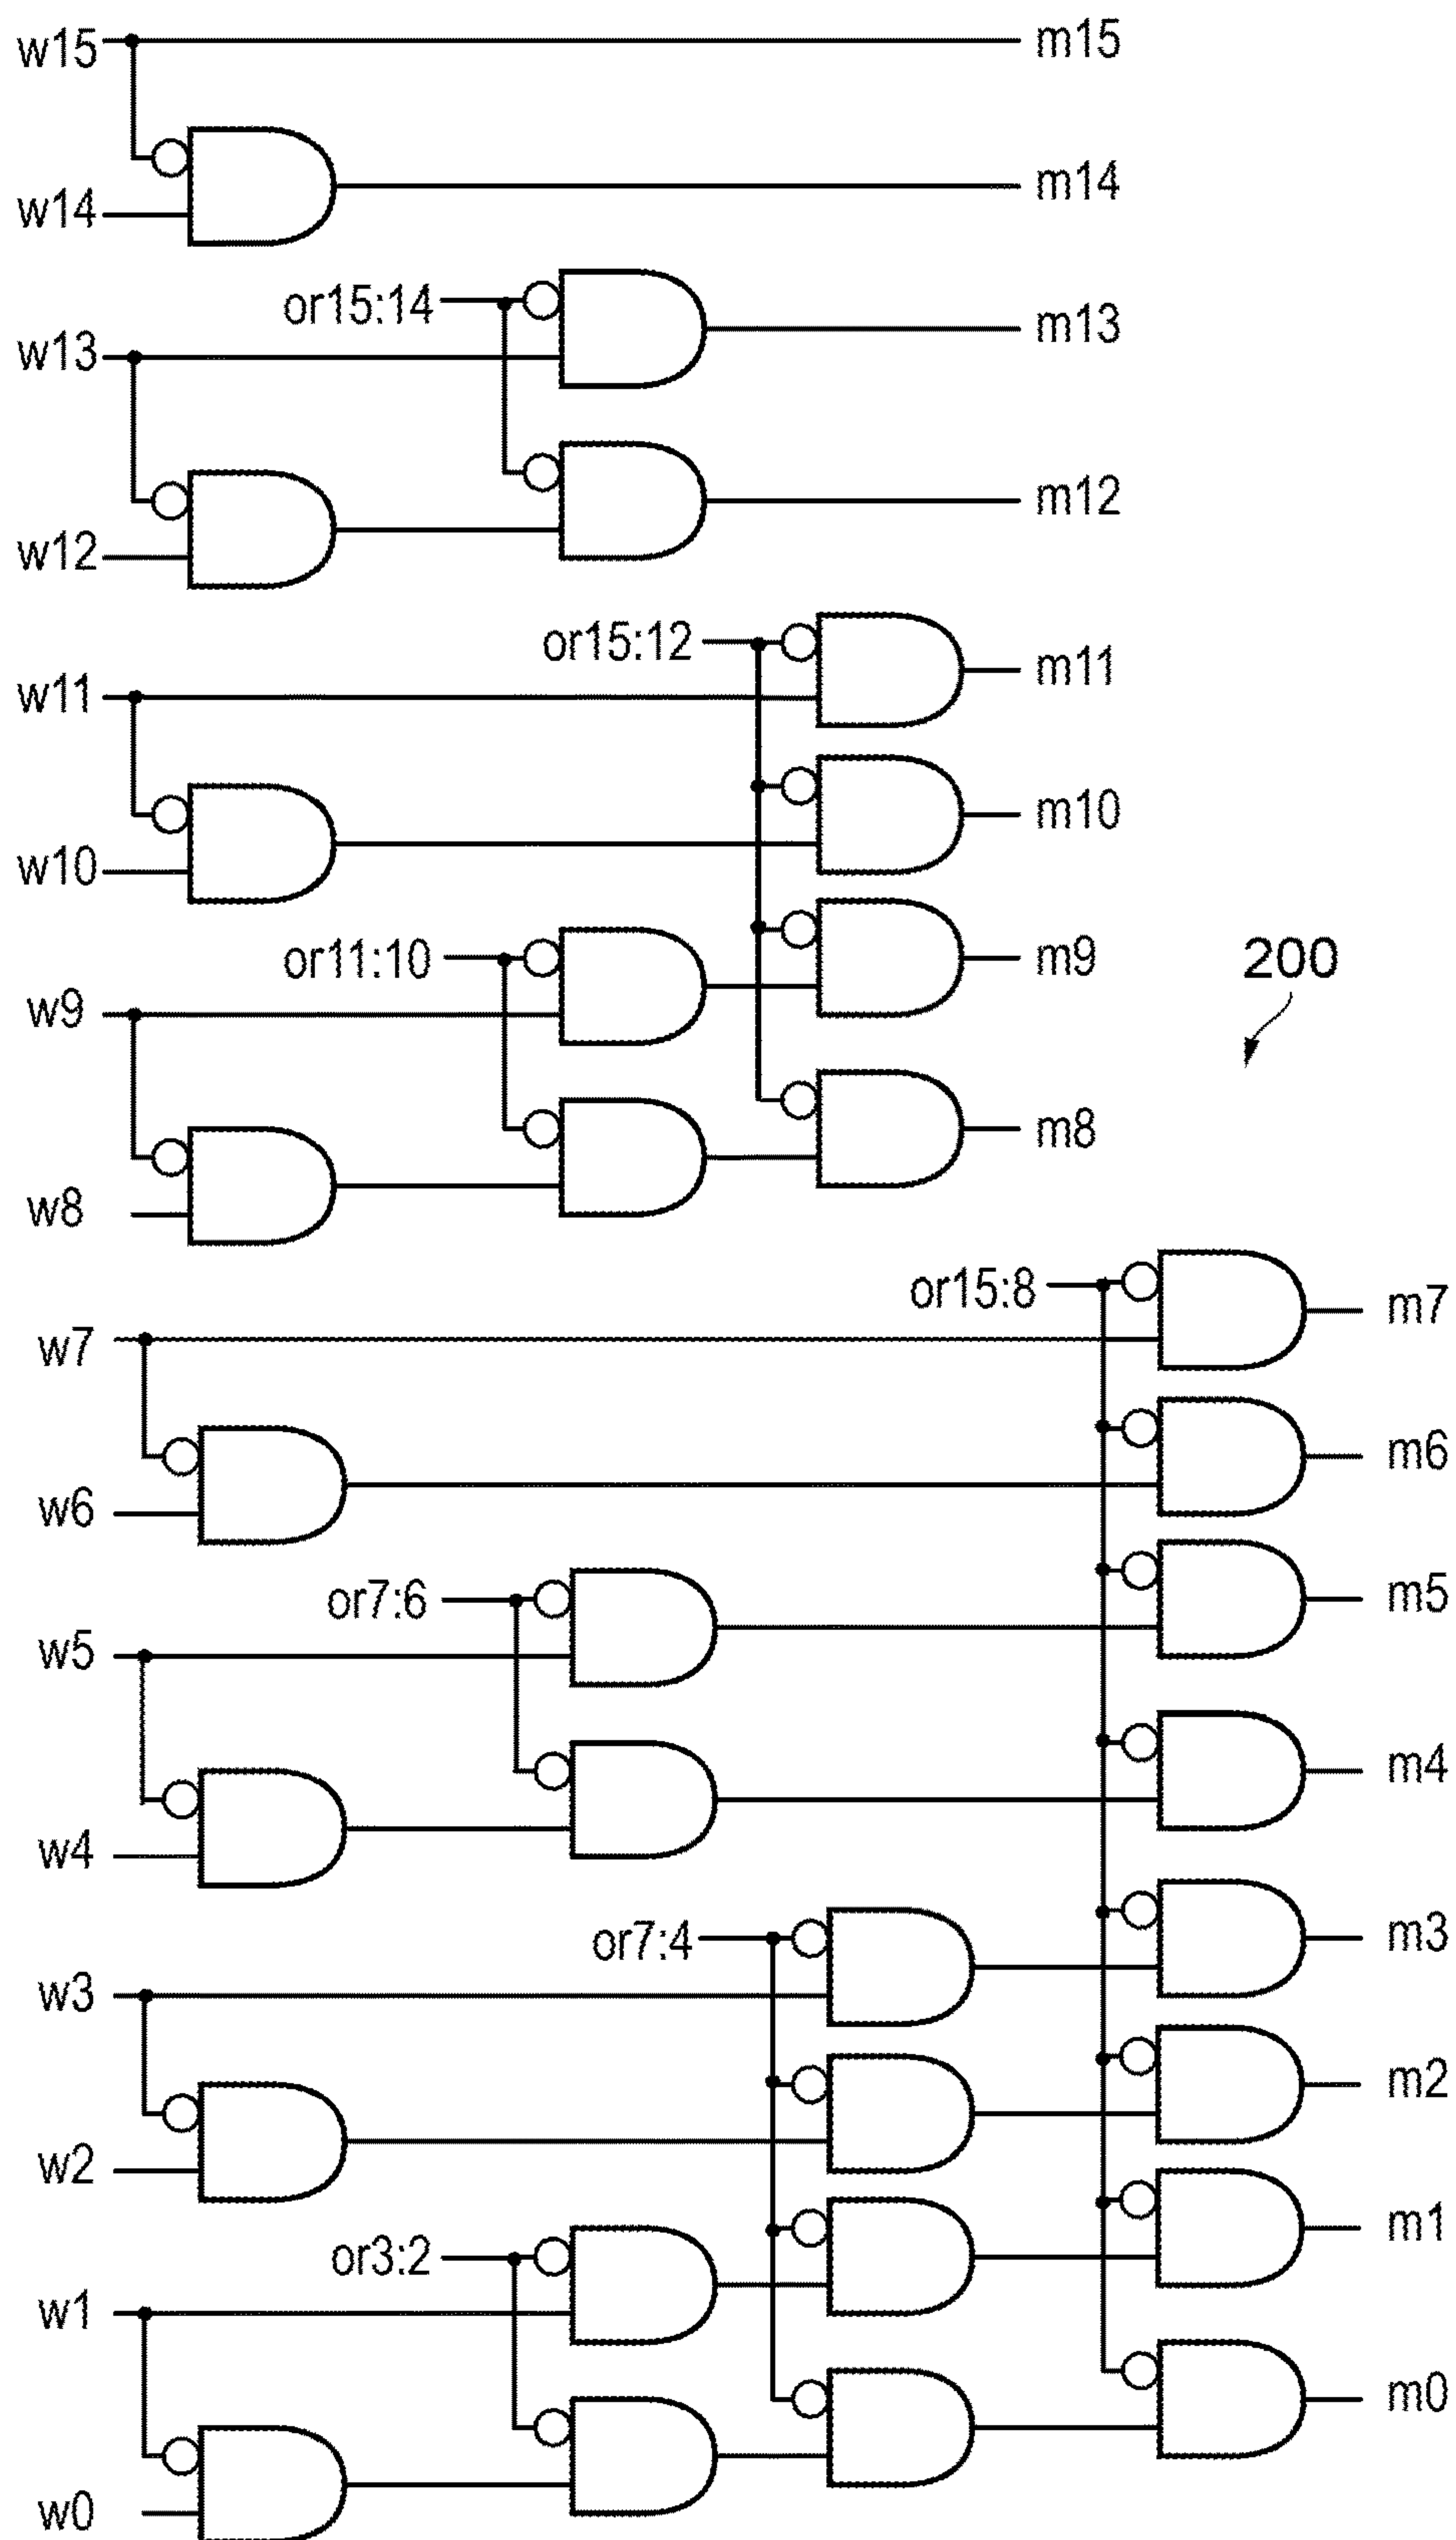 w15 m15
w14 m14
or15:14 m13
w13
w12 m12
or15:12 m11
w11
w10 m10
or11:10 m9 200
w9
w8 m8
or15:8 m7
w7
w6 m6
or7:6 m5
w5
w4 m4
or7:4 m3
w3
w2 m2
or3:2 m1
w1
m0
w0